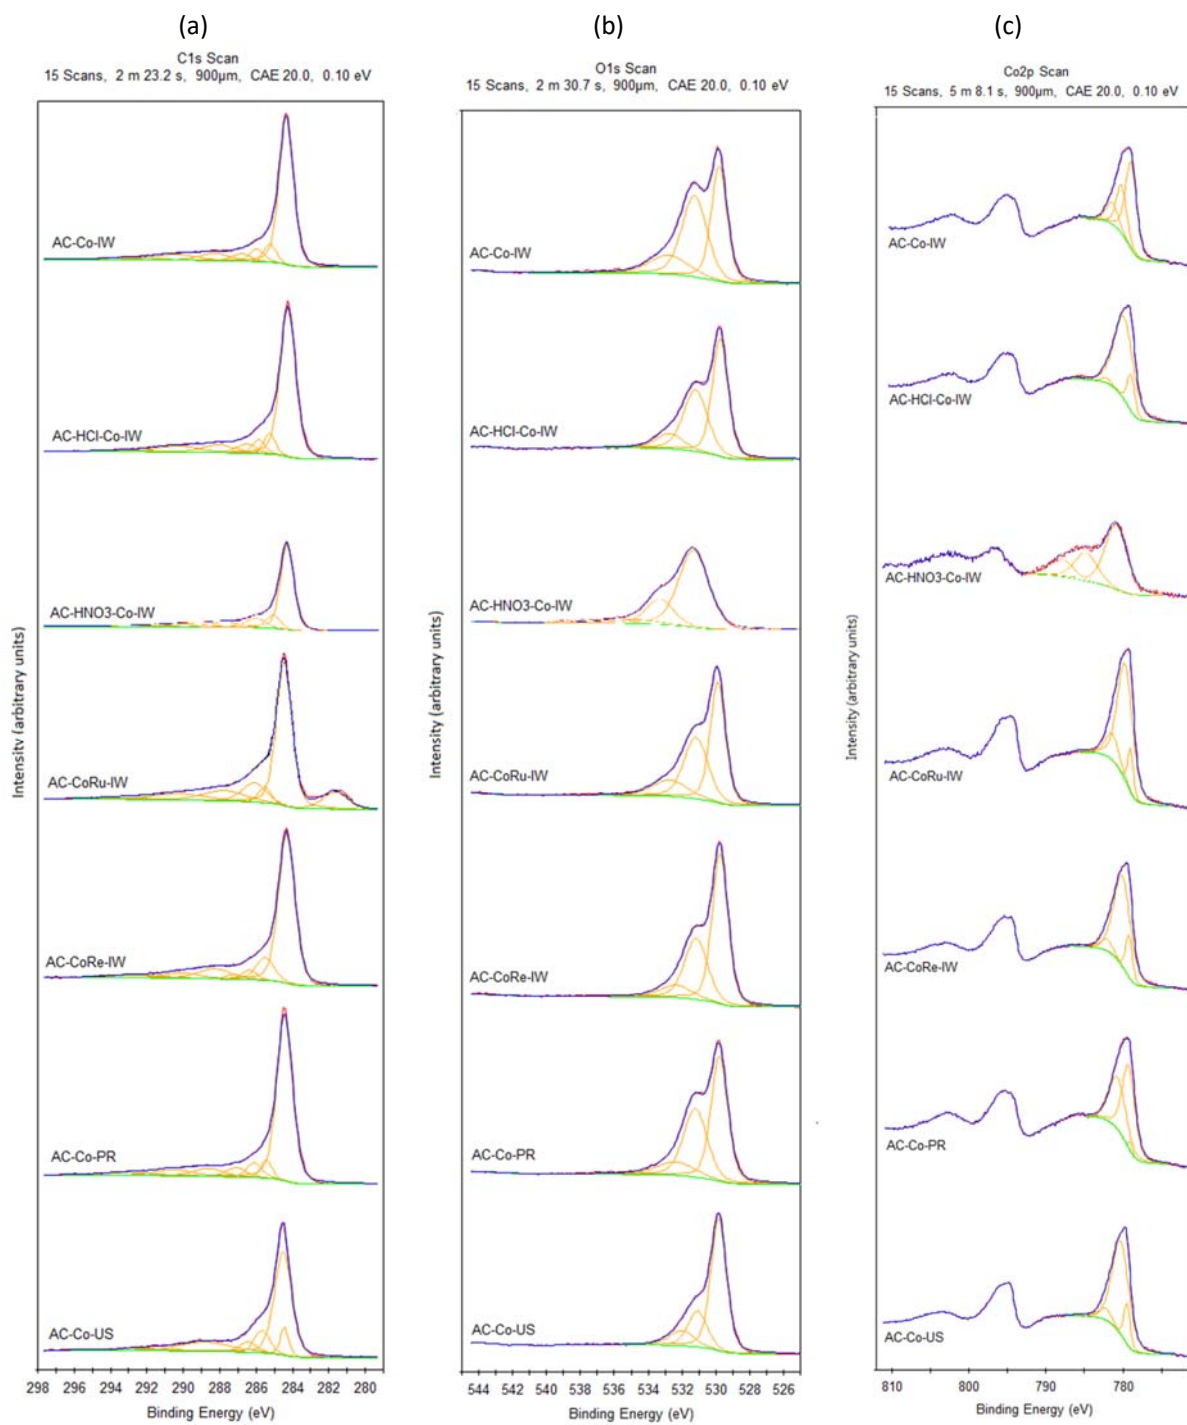 (a)
C1s Scan
15 Scans, 2 m 23.2 s, 900µm, CAE 20.0, 0.10 eV
AC-Co-IW
AC-HCl-Co-IW
AC-HNO3-Co-IW
AC-CoRu-IW
AC-CoRe-IW
AC-Co-PR
AC-Co-US
Intensity (arbitrary units)
298 296 294 292 290 288 286 284 282 280
Binding Energy (eV)
(b)
O1s Scan
15 Scans, 2 m 30.7 s, 900µm, CAE 20.0, 0.10 eV
AC-Co-IW
AC-HCl-Co-IW
AC-HNO3-Co-IW
AC-CoRu-IW
AC-CoRe-IW
AC-Co-PR
AC-Co-US
Intensity (arbitrary units)
544 542 540 538 536 534 532 530 528 526
Binding Energy (eV)
(c)
Co2p Scan
15 Scans, 5 m 8.1 s, 900µm, CAE 20.0, 0.10 eV
AC-Co-IW
AC-HCl-Co-IW
AC-HNO3-Co-IW
AC-CoRu-IW
AC-CoRe-IW
AC-Co-PR
AC-Co-US
Intensity (arbitrary units)
810 800 790 780
Binding Energy (eV)